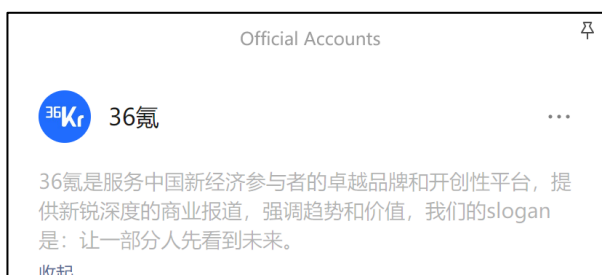 Official Accounts
36Kr
36氪
36氪是服务中国新经济参与者的卓越品牌和开创性平台，提
供新锐深度的商业报道，强调趋势和价值，我们的slogan
是：让一部分人先看到未来。
收起